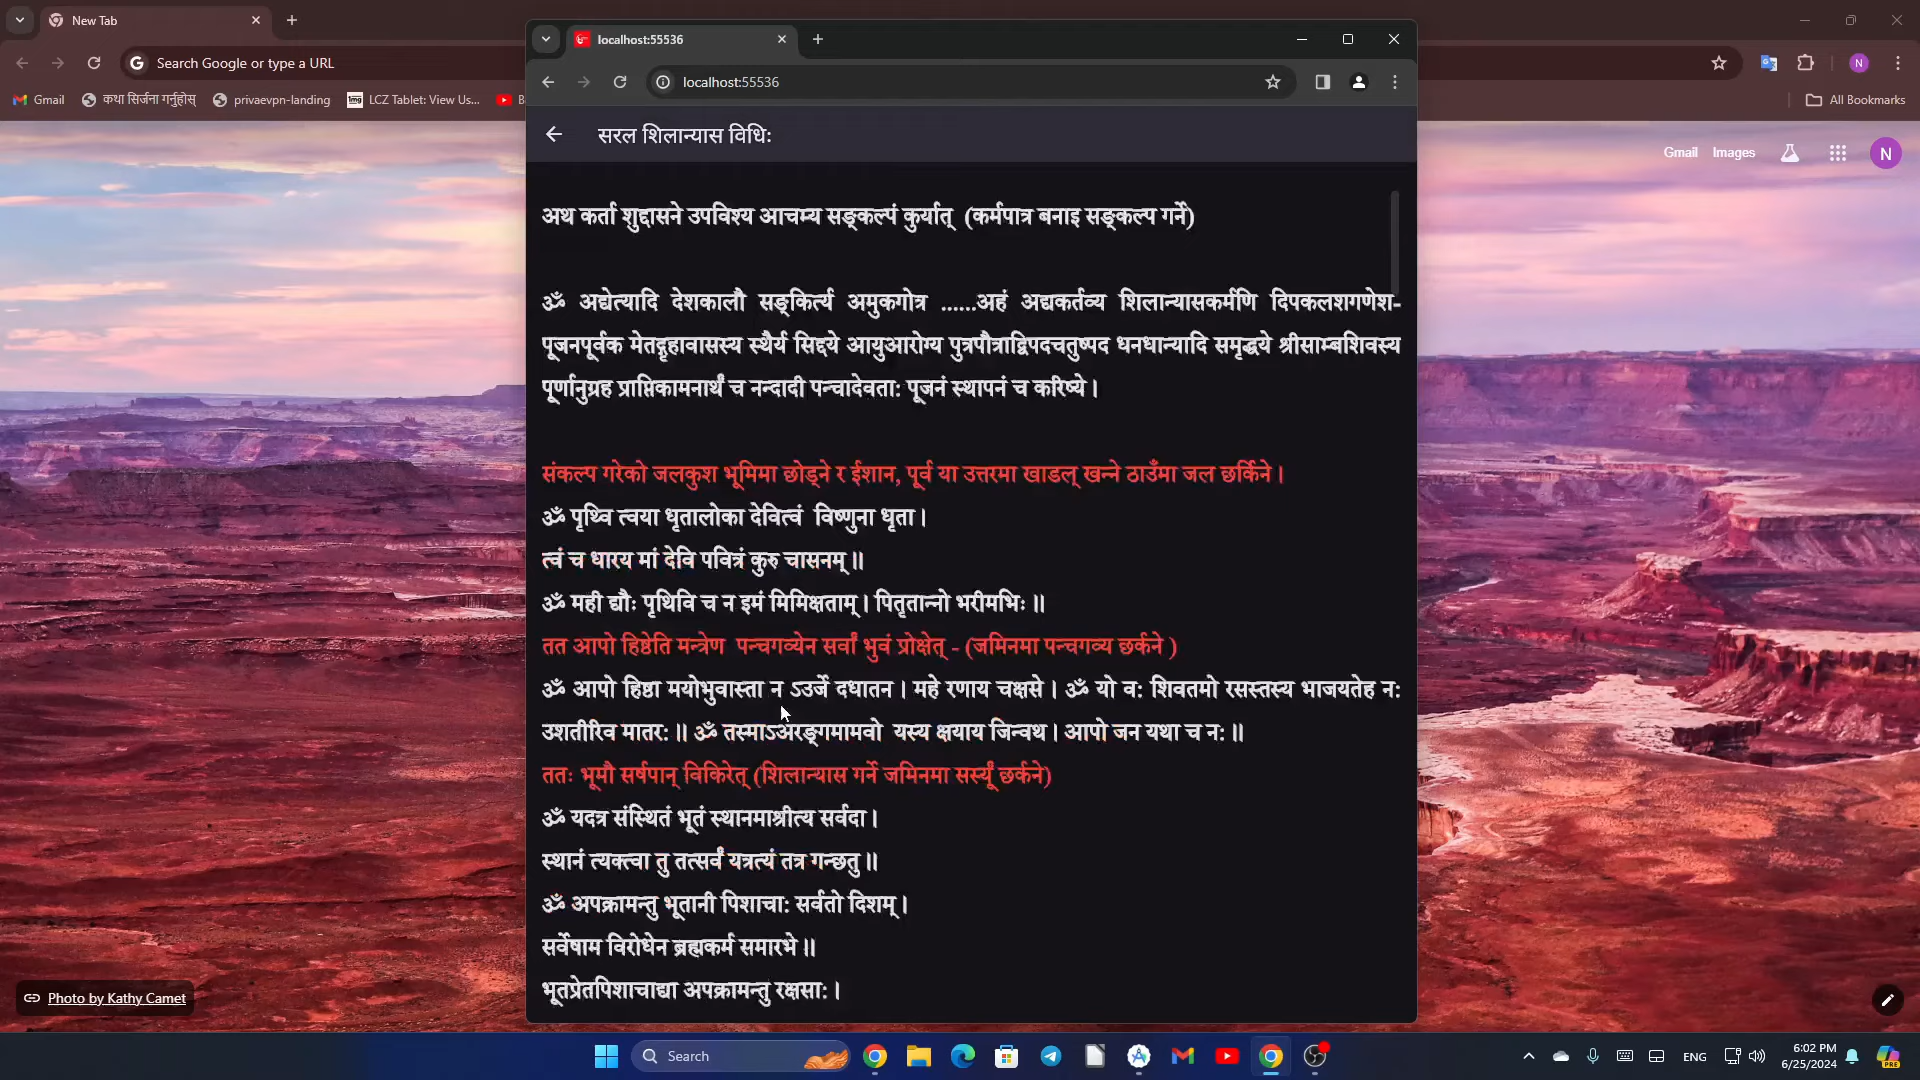 New Tab
Search Google or type a URL
Gmail
कथा सिर्जना गर्नुहोस्
privaevpn-landing
LCZ Tablet: View Us...
All Bookmarks
localhost:55536
localhost:55536
Gmail
Images
N
सरल शिलान्यास विधिः
अथ कर्ता शुद्दासने उपविश्य आचम्य सङ्कल्पं कुर्यात् (कर्मपात्र बनाइ सङ्कल्प गर्ने)
ॐ अद्येत्यादि देशकालौ सङ्किर्त्य अमुकगोत्र ......अहं अद्यकर्तव्य शिलान्यासकर्मणि दिपकलशगणेश-
पूजनपूर्वक मेतद्गृहावासस्य स्थैर्य सिद्दये आयुआरोग्य पुत्रपौत्राद्विपदचतुष्पद धनधान्यादि समृद्धये श्रीसाम्बशिवस्य
पूर्णानुग्रह प्राप्तिकामनार्थं च नन्दादी पन्चादेवता: पूजनं स्थापनं च करिष्ये।
संकल्प गरेको जलकुश भूमिमा छोड्ने र ईशान, पूर्व या उत्तरमा खाडल् खन्ने ठाउँमा जल छर्किने।
ॐ पृथ्वि त्वया धृतालोका देवित्वं विष्णुना धृता।
त्वं च धारय मां देवि पवित्रं कुरु चासनम्॥
ॐ मही द्यौः पृथिवि च न इमं मिमिक्षताम्। पितृतान्नो भरीमभिः॥
तत आपो हिष्ठेति मन्त्रेण पन्चगव्येन सर्वां भुवं प्रोक्षेत् - (जमिनमा पन्चगव्य छर्कने )
ॐ आपो हिष्ठा मयोभुवास्ता न ऽउर्जे दधातन। महे रणाय चक्षसे। ॐ यो व: शिवतमो रसस्तस्य भाजयतेह न:
उशतीरिव मातर:॥ ॐ तस्माऽअरङ्गमामवो यस्य क्षयाय जिन्वथ। आपो जन यथा च न:॥
ततः भूमौ सर्षपान् विकिरेत् (शिलान्यास गर्ने जमिनमा सर्स्यूं छर्कने)
ॐ यदत्र संस्थितं भूतं स्थानमाश्रीत्य सर्वदा।
स्थानं त्यक्त्वा तु तत्सर्वं यत्रत्यं तत्र गन्छतु॥
ॐ अपक्रामन्तु भूतानी पिशाचा: सर्वतो दिशम्।
सर्वेषाम विरोधेन ब्रह्मकर्म समारभे॥
भूतप्रेतपिशाचाद्या अपक्रामन्तु रक्षसा:।
Photo by Kathy Camet
Search
ENG
6:02 PM
6/25/2024